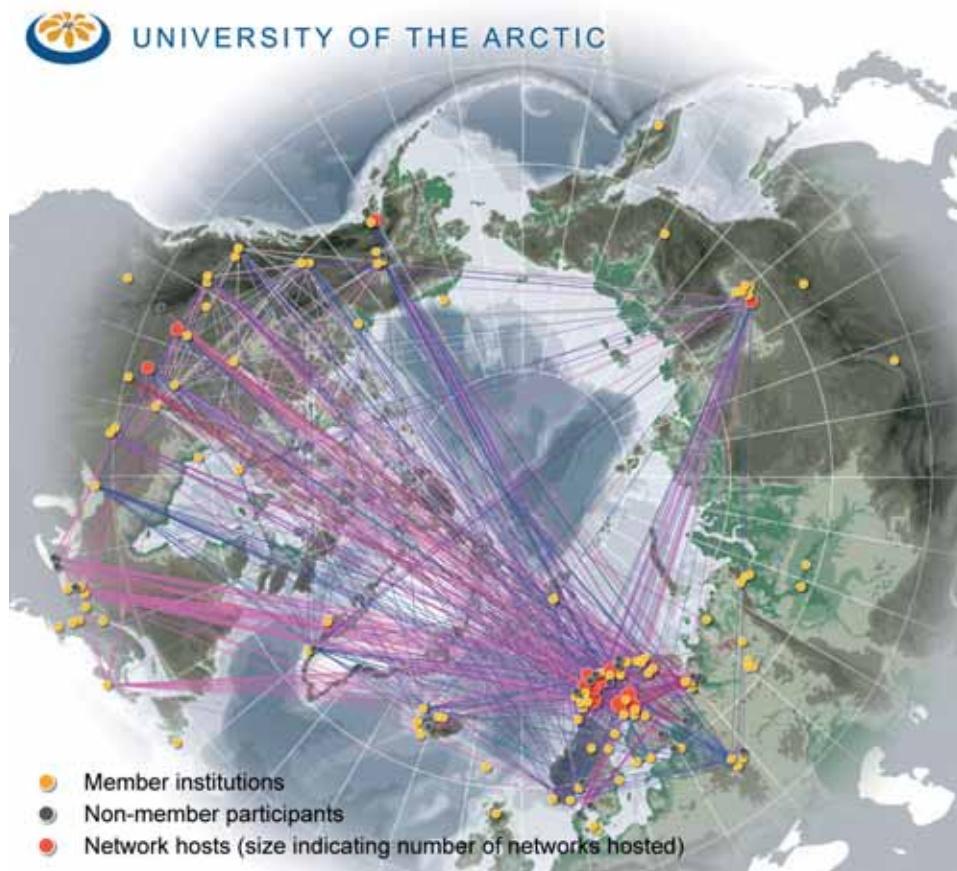 UNIVERSITY OF THE ARCTIC
Member institutions
Non-member participants
Network hosts (size indicating number of networks hosted)